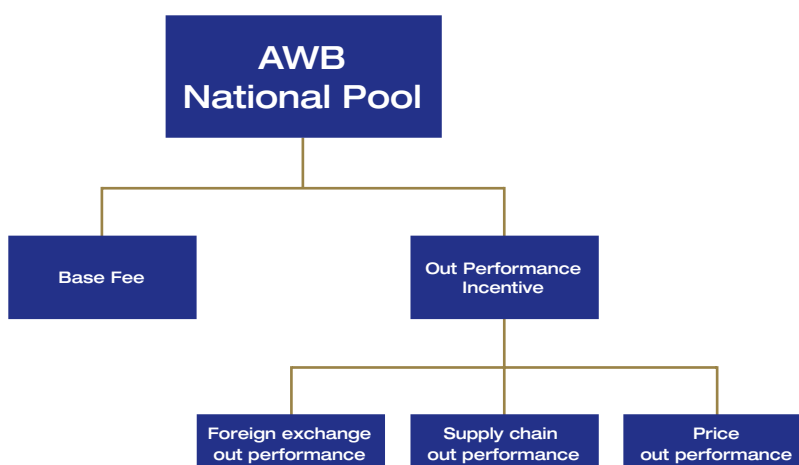 AWB
National Pool
Base Fee
Out Performance
Incentive
Foreign exchange
out performance
Supply chain
out performance
Price
out performance